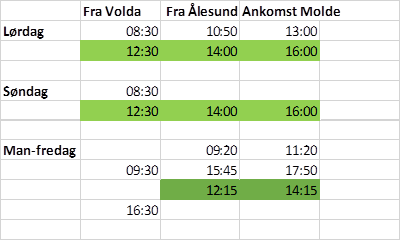 Fra Volda Fra Ålesund Ankomst Molde
Lørdag 08:30 10:50 13:00
12:30 14:00 16:00
Søndag 08:30
12:30 14:00 16:00
Man-fredag 09:20 11:20
09:30 15:45 17:50
12:15 14:15
16:30